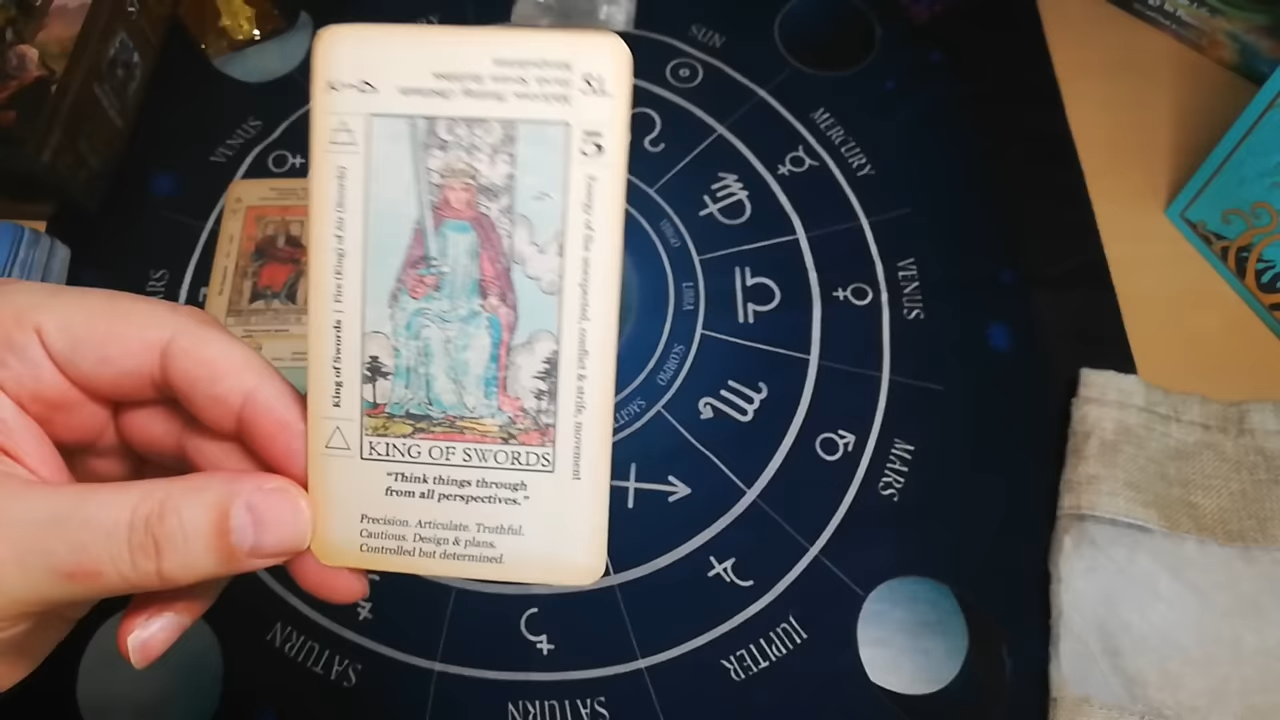 SUN
MERCURY
VENUS
VENUS
MARS
JUPITER
SATURN
SATURN
LIBRA
SCORPIO
5
King of Swords | Fire (King) of Air (Swords)
Energy of the unexpected, conflict & strife, movement
KING OF SWORDS
“Think things through
from all perspectives.”
Precision. Articulate. Truthful.
Cautious. Design & plans.
Controlled but determined.